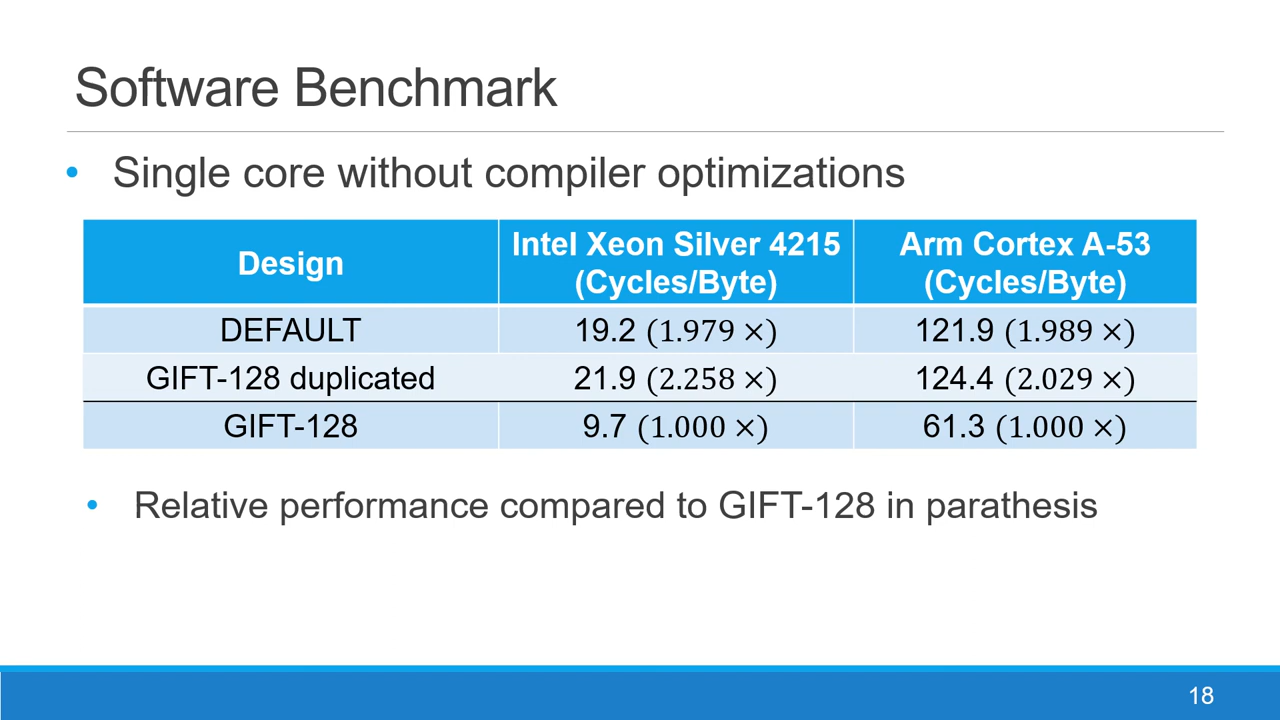 Software Benchmark
• Single core without compiler optimizations
Design
Intel Xeon Silver 4215
(Cycles/Byte)
Arm Cortex A-53
(Cycles/Byte)
DEFAULT 19.2 (1.979 ×) 121.9 (1.989 ×)
GIFT-128 duplicated 21.9 (2.258 ×) 124.4 (2.029 ×)
GIFT-128 9.7 (1.000 ×) 61.3 (1.000 ×)
• Relative performance compared to GIFT-128 in parathesis
18